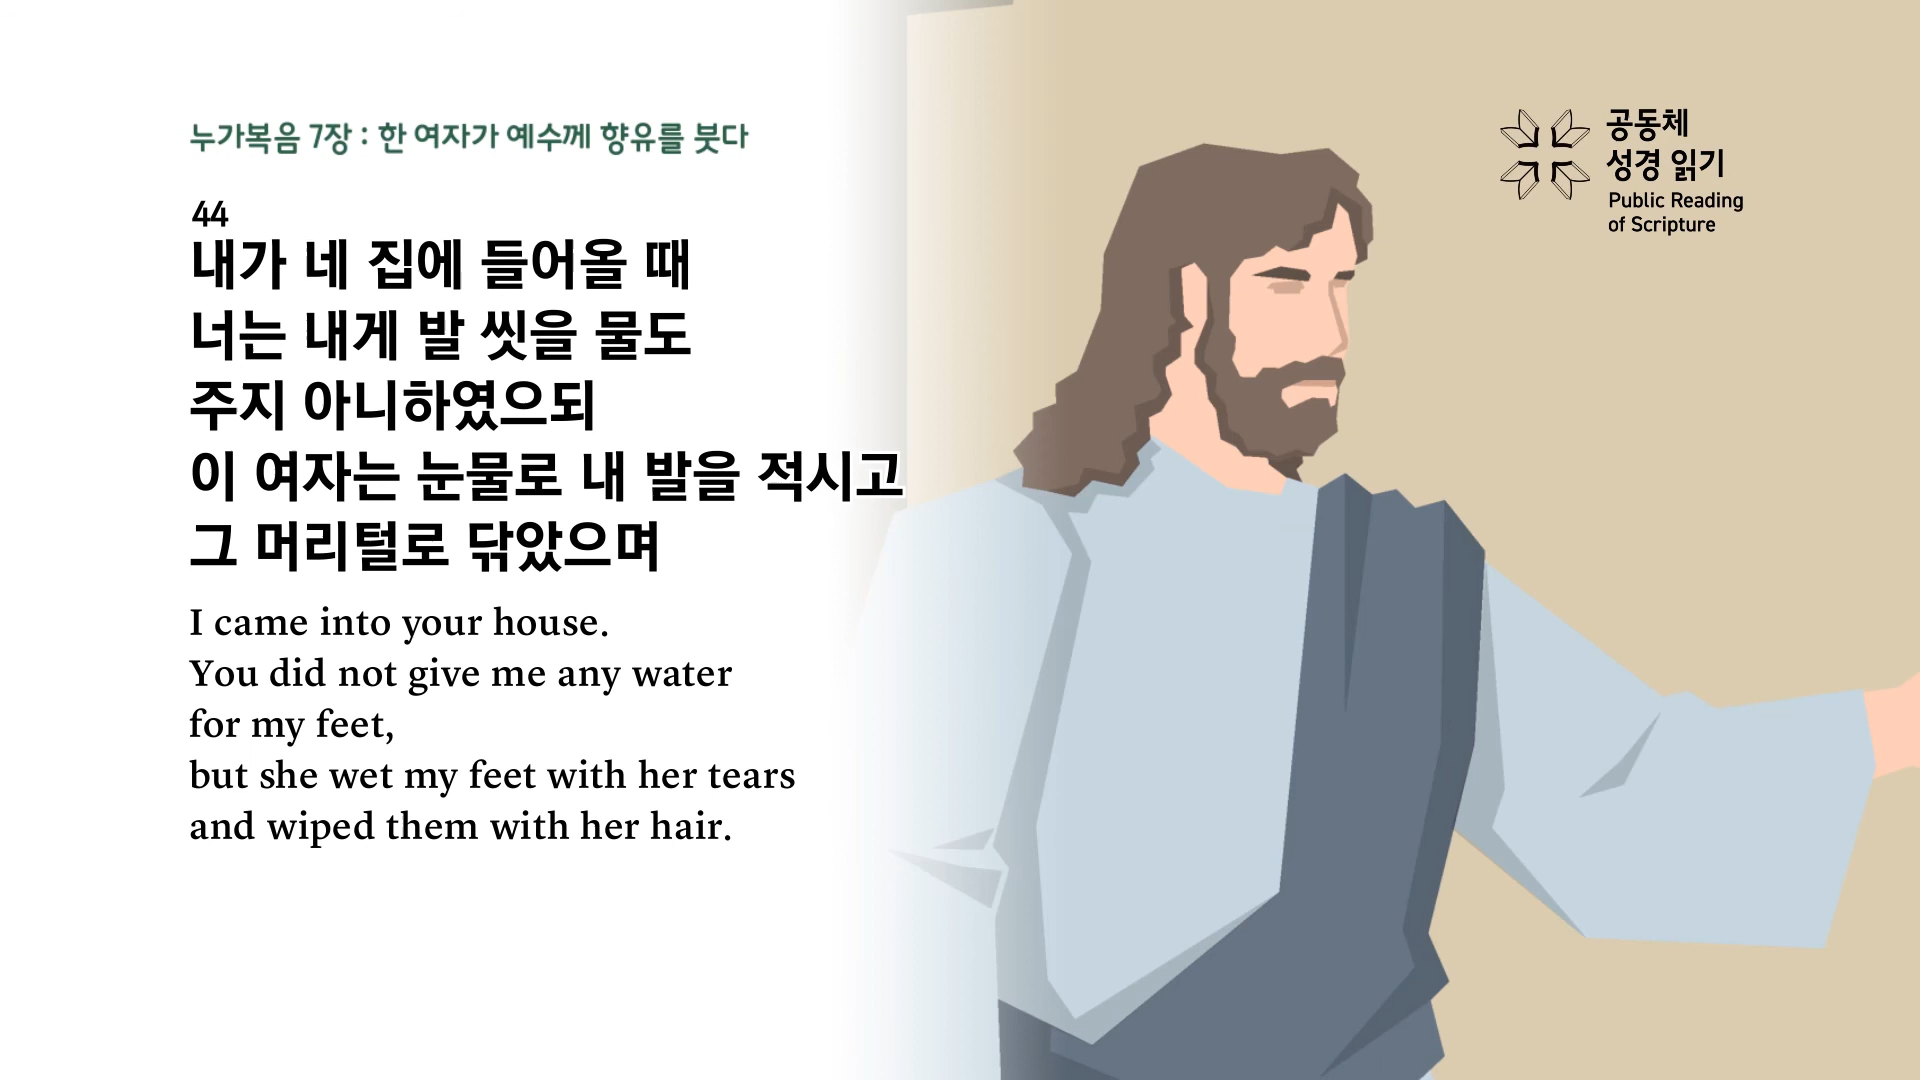 누가복음 7장 : 한 여자가 예수께 향유를 붓다
44
내가 네 집에 들어올 때
너는 내게 발 씻을 물도
주지 아니하였으되
이 여자는 눈물로 내 발을 적시고
그 머리털로 닦았으며
I came into your house.
You did not give me any water
for my feet,
but she wet my feet with her tears
and wiped them with her hair.
공동체
성경 읽기
Public Reading
of Scripture